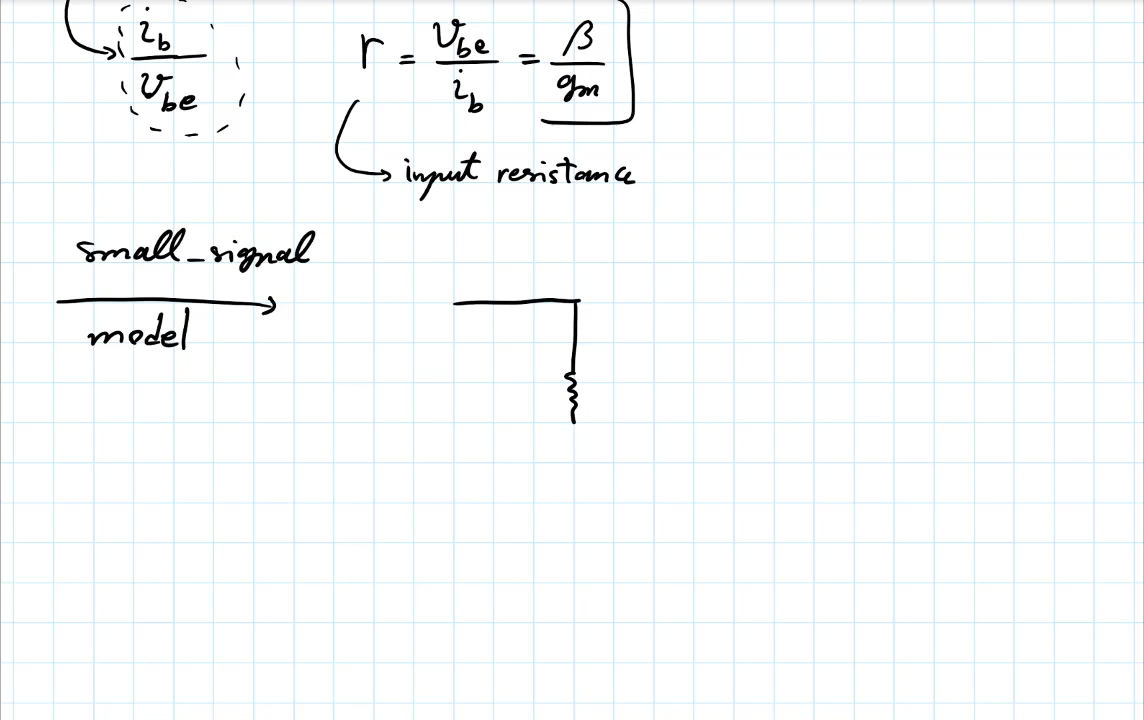 i_b / v_be
r = v_be / i_b = β / g_m
input resistance
small_signal
model